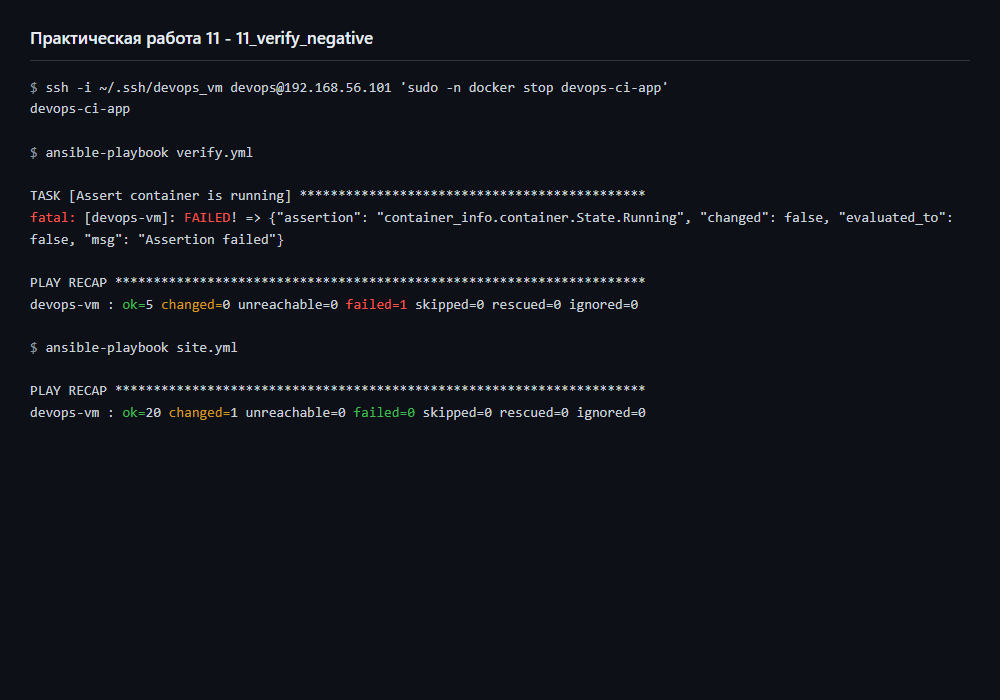 Практическая работа 11 - 11_verify_negative
$ ssh -i ~/.ssh/devops_vm devops@192.168.56.101 'sudo -n docker stop devops-ci-app'
devops-ci-app
$ ansible-playbook verify.yml
TASK [Assert container is running] *********************************************
fatal: [devops-vm]: FAILED! => {"assertion": "container_info.container.State.Running", "changed": false, "evaluated_to":
false, "msg": "Assertion failed"}
PLAY RECAP *********************************************************************
devops-vm : ok=5 changed=0 unreachable=0 failed=1 skipped=0 rescued=0 ignored=0
$ ansible-playbook site.yml
PLAY RECAP *********************************************************************
devops-vm : ok=20 changed=1 unreachable=0 failed=0 skipped=0 rescued=0 ignored=0